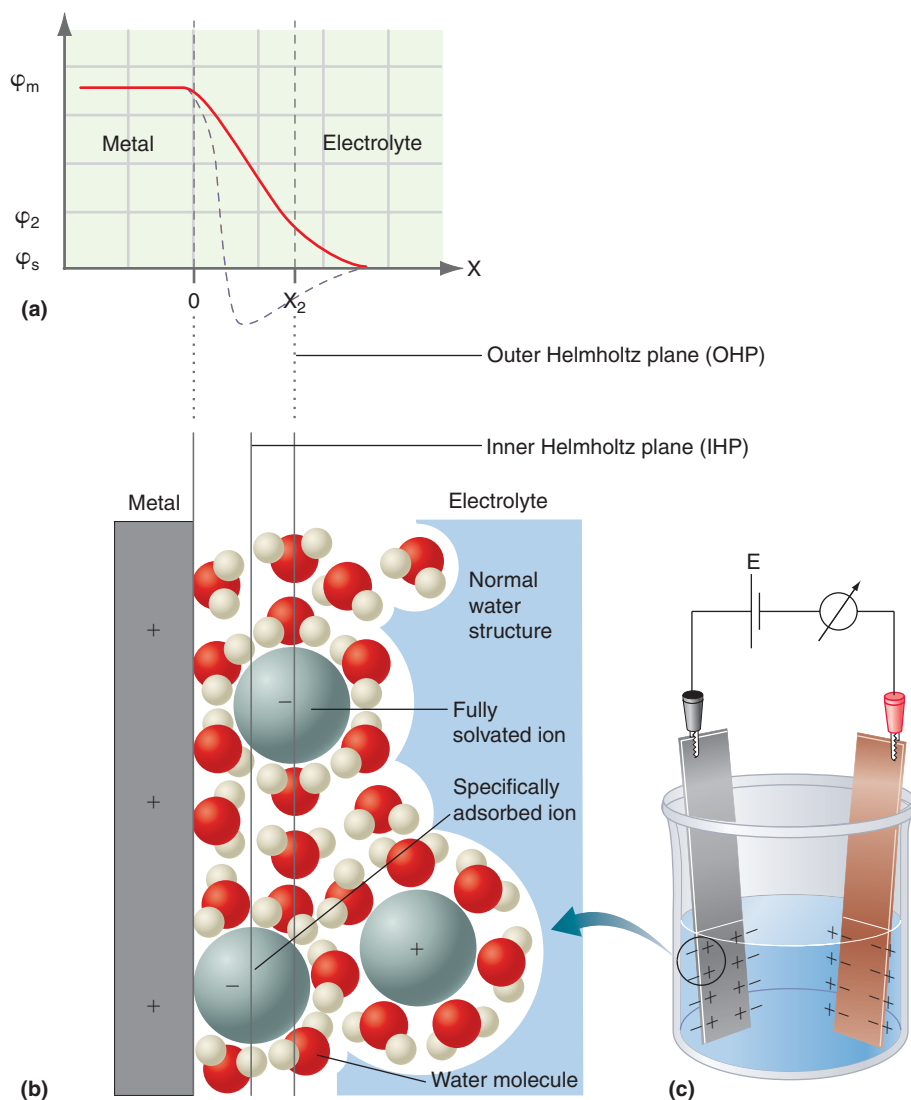 φm
Metal
Electrolyte
φ2
φs
X
0
X2
(a)
Outer Helmholtz plane (OHP)
Inner Helmholtz plane (IHP)
Metal
Electrolyte
Normal
water
structure
E
+
−
Fully
solvated ion
Specifically
adsorbed ion
+
+
−
+
Water molecule
(b)
(c)